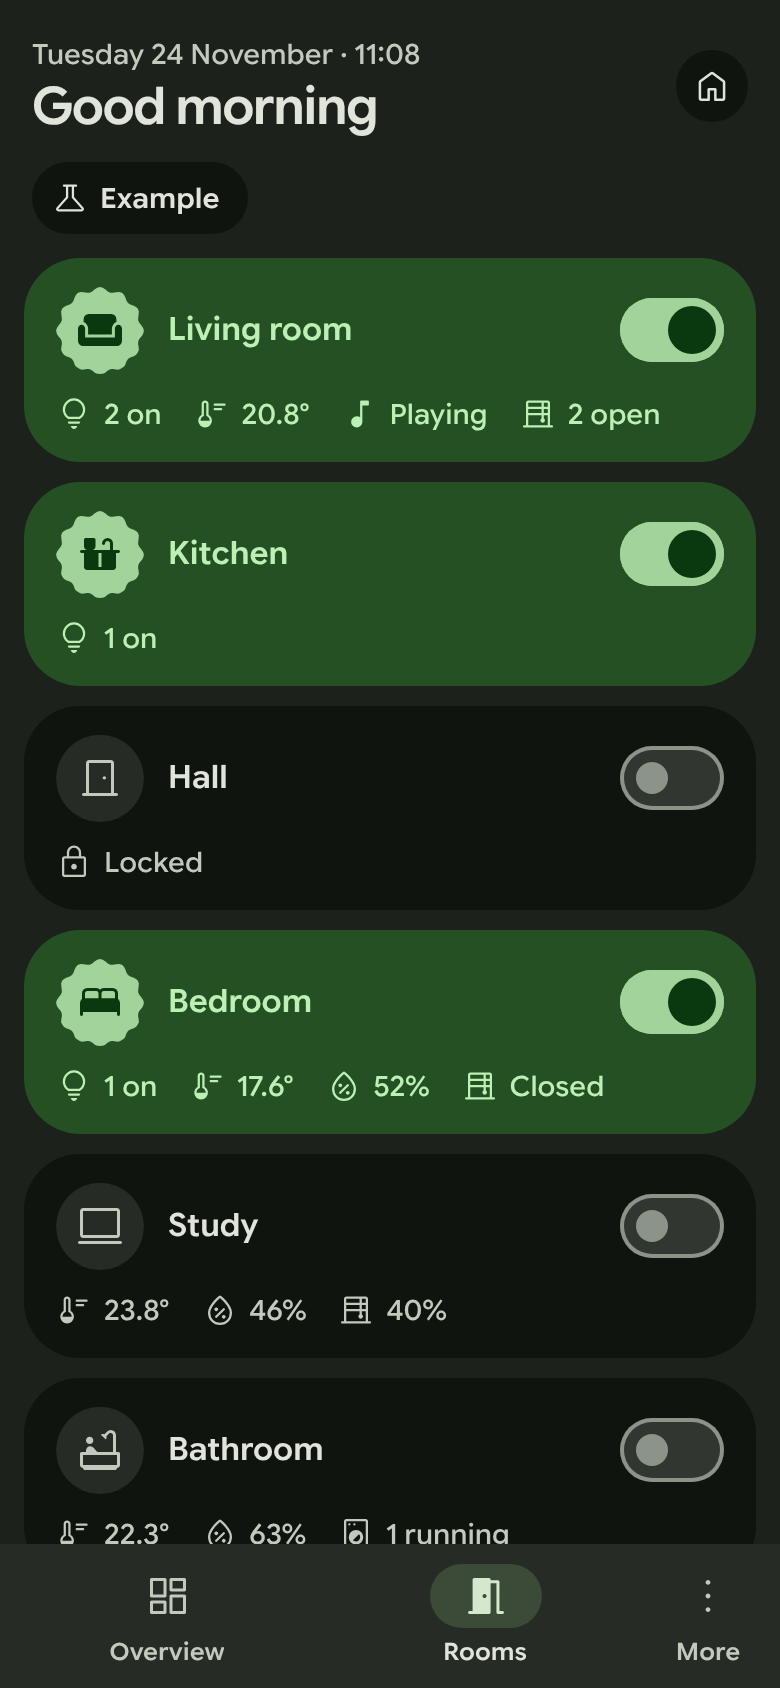 Tuesday 24 November · 11:08
Good morning
Example
Living room
2 on 20.8° Playing 2 open
Kitchen
1 on
Hall
Locked
Bedroom
1 on 17.6° 52% Closed
Study
23.8° 46% 40%
Bathroom
22.3° 63% 1 running
Overview Rooms More